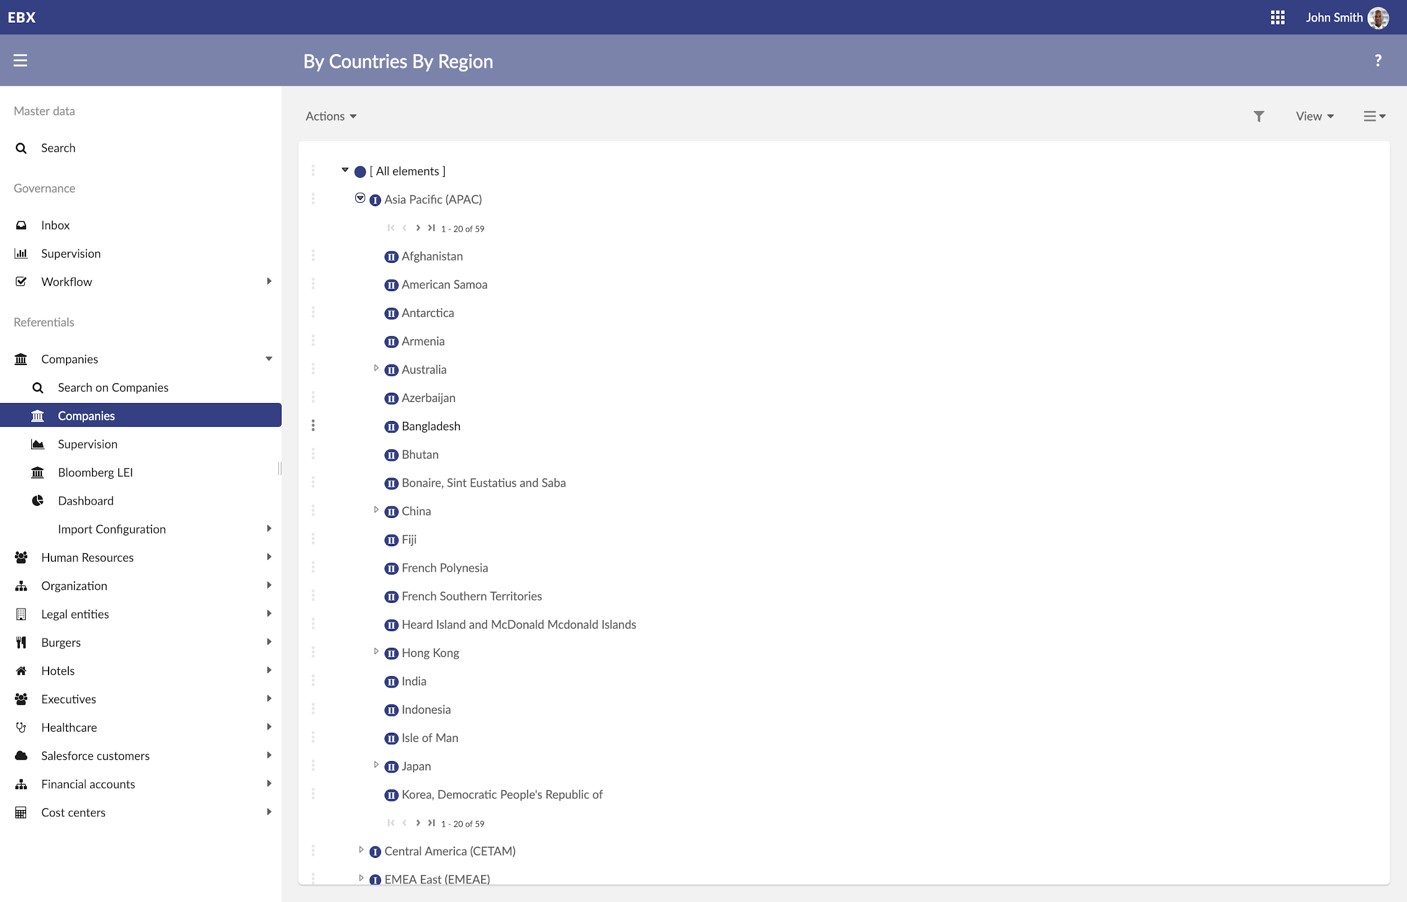 EBX
John Smith
By Countries By Region
?
Master data
Search
Governance
Inbox
Supervision
Workflow
Referentials
Companies
Search on Companies
Companies
Supervision
Bloomberg LEI
Dashboard
Import Configuration
Human Resources
Organization
Legal entities
Burgers
Hotels
Executives
Healthcare
Salesforce customers
Financial accounts
Cost centers
Actions
View
[ All elements ]
I Asia Pacific (APAC)
1 - 20 of 59
II Afghanistan
II American Samoa
II Antarctica
II Armenia
II Australia
II Azerbaijan
II Bangladesh
II Bhutan
II Bonaire, Sint Eustatius and Saba
II China
II Fiji
II French Polynesia
II French Southern Territories
II Heard Island and McDonald Mcdonald Islands
II Hong Kong
II India
II Indonesia
II Isle of Man
II Japan
II Korea, Democratic People's Republic of
1 - 20 of 59
I Central America (CETAM)
I EMEA East (EMEAE)